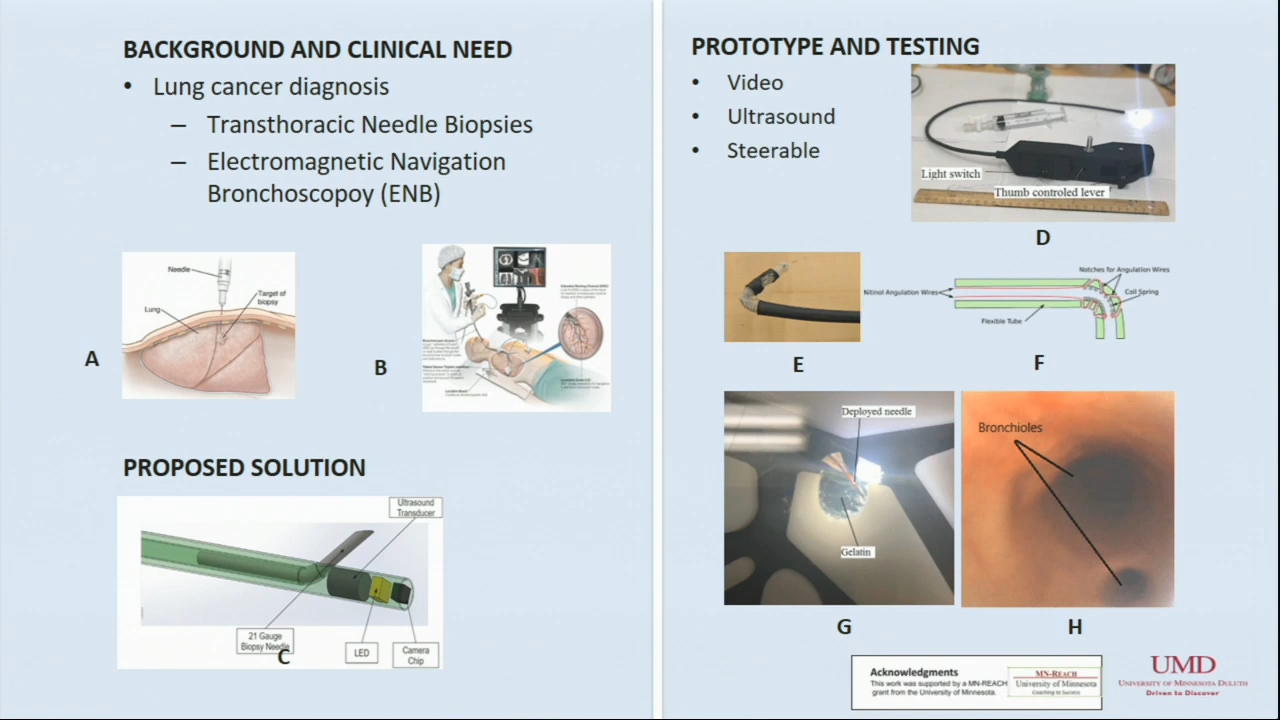 BACKGROUND AND CLINICAL NEED
• Lung cancer diagnosis
– Transthoracic Needle Biopsies
– Electromagnetic Navigation
Bronchoscopoy (ENB)
Needle
Target of
biopsy
Lung
A
B
PROPOSED SOLUTION
Ultrasound
Transducer
21 Gauge
Biopsy Needle
LED
Camera
Chip
C
PROTOTYPE AND TESTING
• Video
• Ultrasound
• Steerable
Light switch
Thumb controled lever
D
E
Notches for Angulation Wires
Nitinol Angulation Wires
Coil Spring
Flexible Tube
F
Deployed needle
Gelatin
G
Bronchioles
H
Acknowledgments
This work was supported by a MN-REACH
grant from the University of Minnesota.
MN-REACH
University of Minnesota
Coaching to Success
UMD
UNIVERSITY OF MINNESOTA DULUTH
Driven to Discover